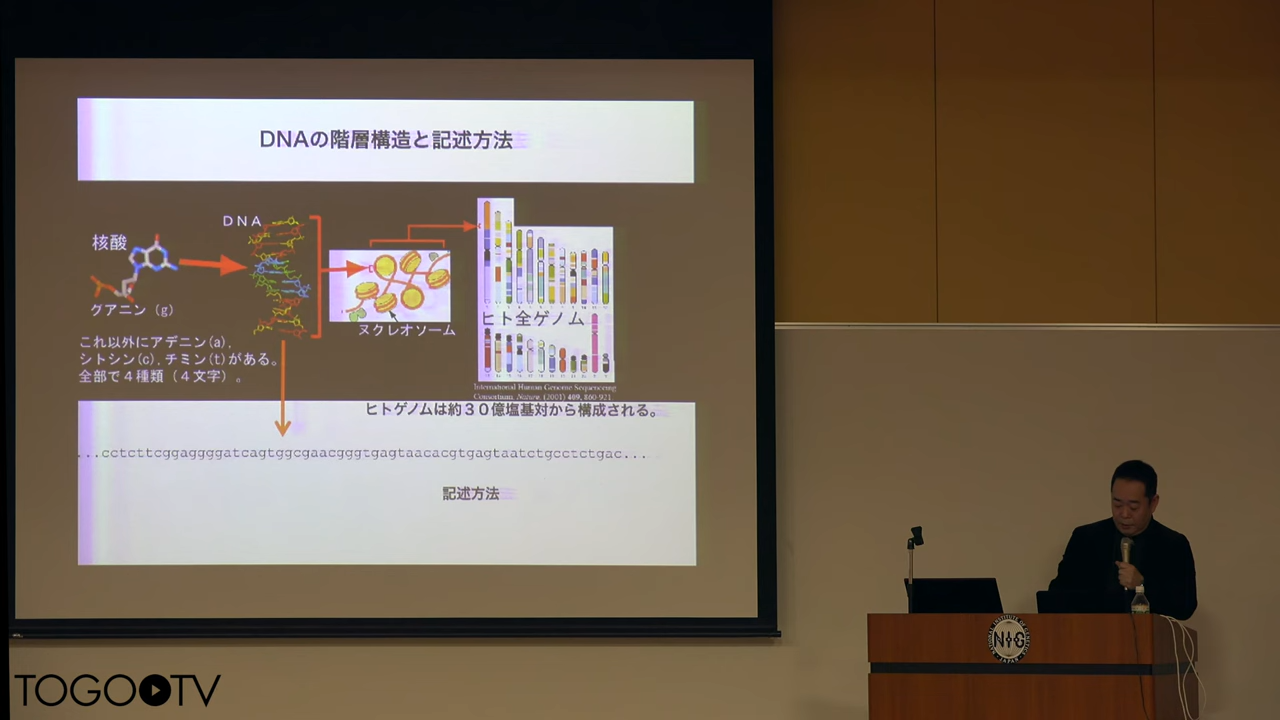 DNAの階層構造と記述方法
DNA
核酸
グアニン（g）
ヌクレオソーム
ヒト全ゲノム
これ以外にアデニン(a),
シトシン(c), チミン(t)がある。
全部で４種類（４文字）。
International Human Genome Sequenceing
Consortium, Nature, (2001) 409, 860-921
ヒトゲノムは約３０億塩基対から構成される。
...cctcttcggaggggatcagtggcgaacgggtgagtaacacgtgagtaatctgcctctgac...
記述方法
NIG
TOGOTV